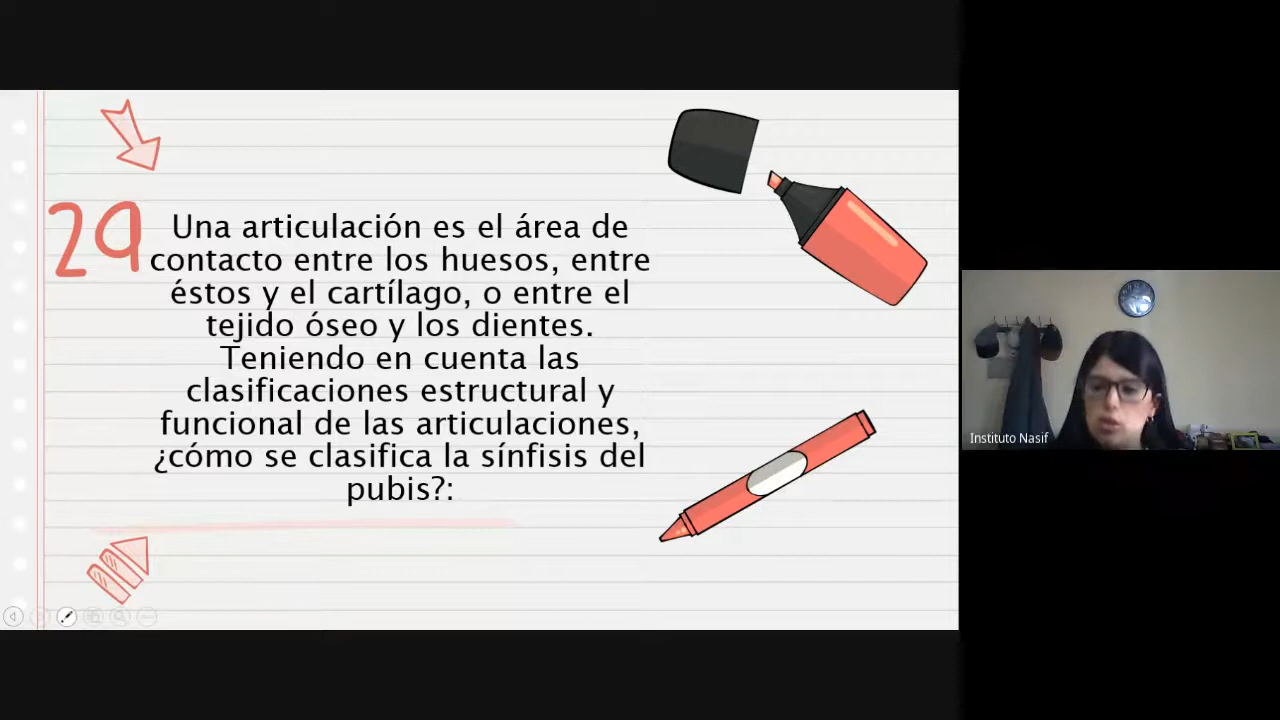 29
Una articulación es el área de
contacto entre los huesos, entre
éstos y el cartílago, o entre el
tejido óseo y los dientes.
Teniendo en cuenta las
clasificaciones estructural y
funcional de las articulaciones,
¿cómo se clasifica la sínfisis del
pubis?:
Instituto Nasif